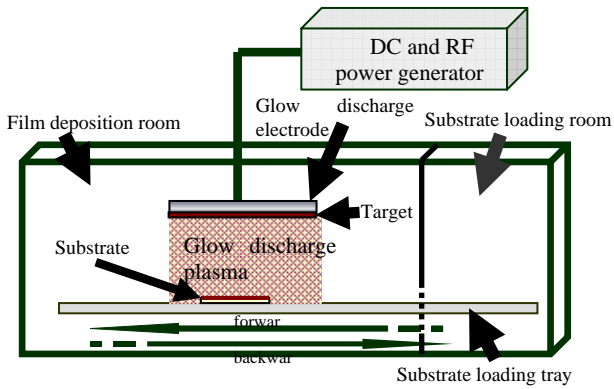 DC and RF
power generator
Glow discharge
electrode
Film deposition room
Substrate loading room
Target
Substrate
Glow discharge
plasma
forwar
backwar
Substrate loading tray